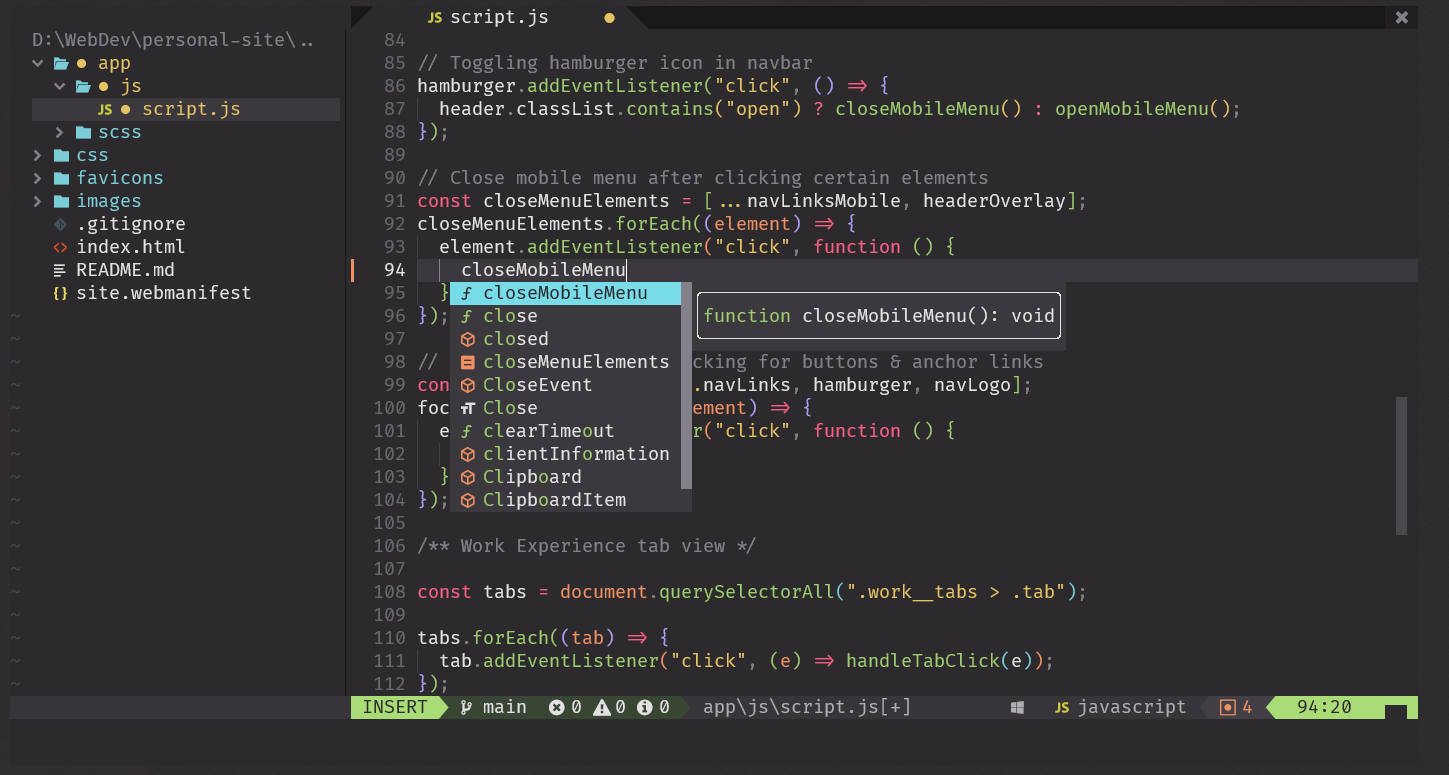 JS script.js
D:\WebDev\personal-site\..
app
js
JS script.js
scss
css
favicons
images
.gitignore
<> index.html
README.md
{} site.webmanifest
84
85 // Toggling hamburger icon in navbar
86 hamburger.addEventListener("click", () => {
87 header.classList.contains("open") ? closeMobileMenu() : openMobileMenu();
88 });
89
90 // Close mobile menu after clicking certain elements
91 const closeMenuElements = [...navLinksMobile, headerOverlay];
92 closeMenuElements.forEach((element) => {
93 element.addEventListener("click", function () {
94 closeMobileMenu
95 }
96 });
97
98 // cking for buttons & anchor links
99 con .navLinks, hamburger, navLogo];
100 foc ement) => {
101 e r("click", function () {
102
103 }
104 });
105
106 /** Work Experience tab view */
107
108 const tabs = document.querySelectorAll(".work__tabs > .tab");
109
110 tabs.forEach((tab) => {
111 tab.addEventListener("click", (e) => handleTabClick(e));
112 });
closeMobileMenu
close
closed
closeMenuElements
CloseEvent
Close
clearTimeout
clientInformation
Clipboard
ClipboardItem
function closeMobileMenu(): void
INSERT main 0 0 0 app\js\script.js[+] JS javascript 4 94:20